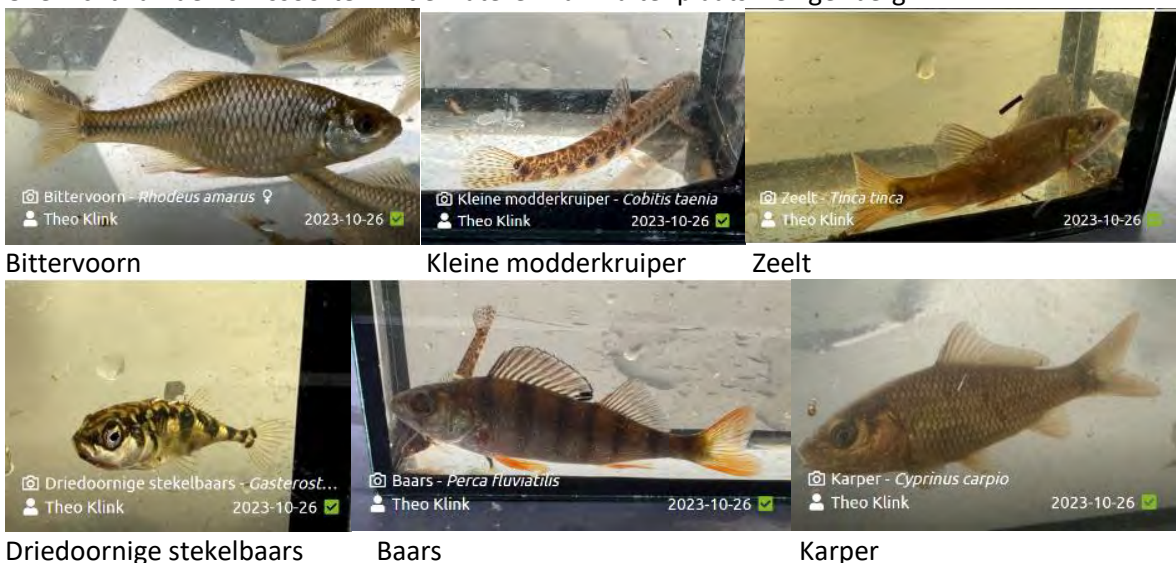 Bittervoorn - Rhodeus amarus ♀
Theo Klink 2023-10-26
Kleine modderkruiper - Cobitis taenia
Theo Klink 2023-10-26
Zeelt - Tinca tinca
Theo Klink 2023-10-26
Bittervoorn Kleine modderkruiper Zeelt
Driedoornige stekelbaars - Gasterost...
Theo Klink 2023-10-26
Baars - Perca fluviatilis
Theo Klink 2023-10-26
Karper - Cyprinus carpio
Theo Klink 2023-10-26
Driedoornige stekelbaars Baars Karper